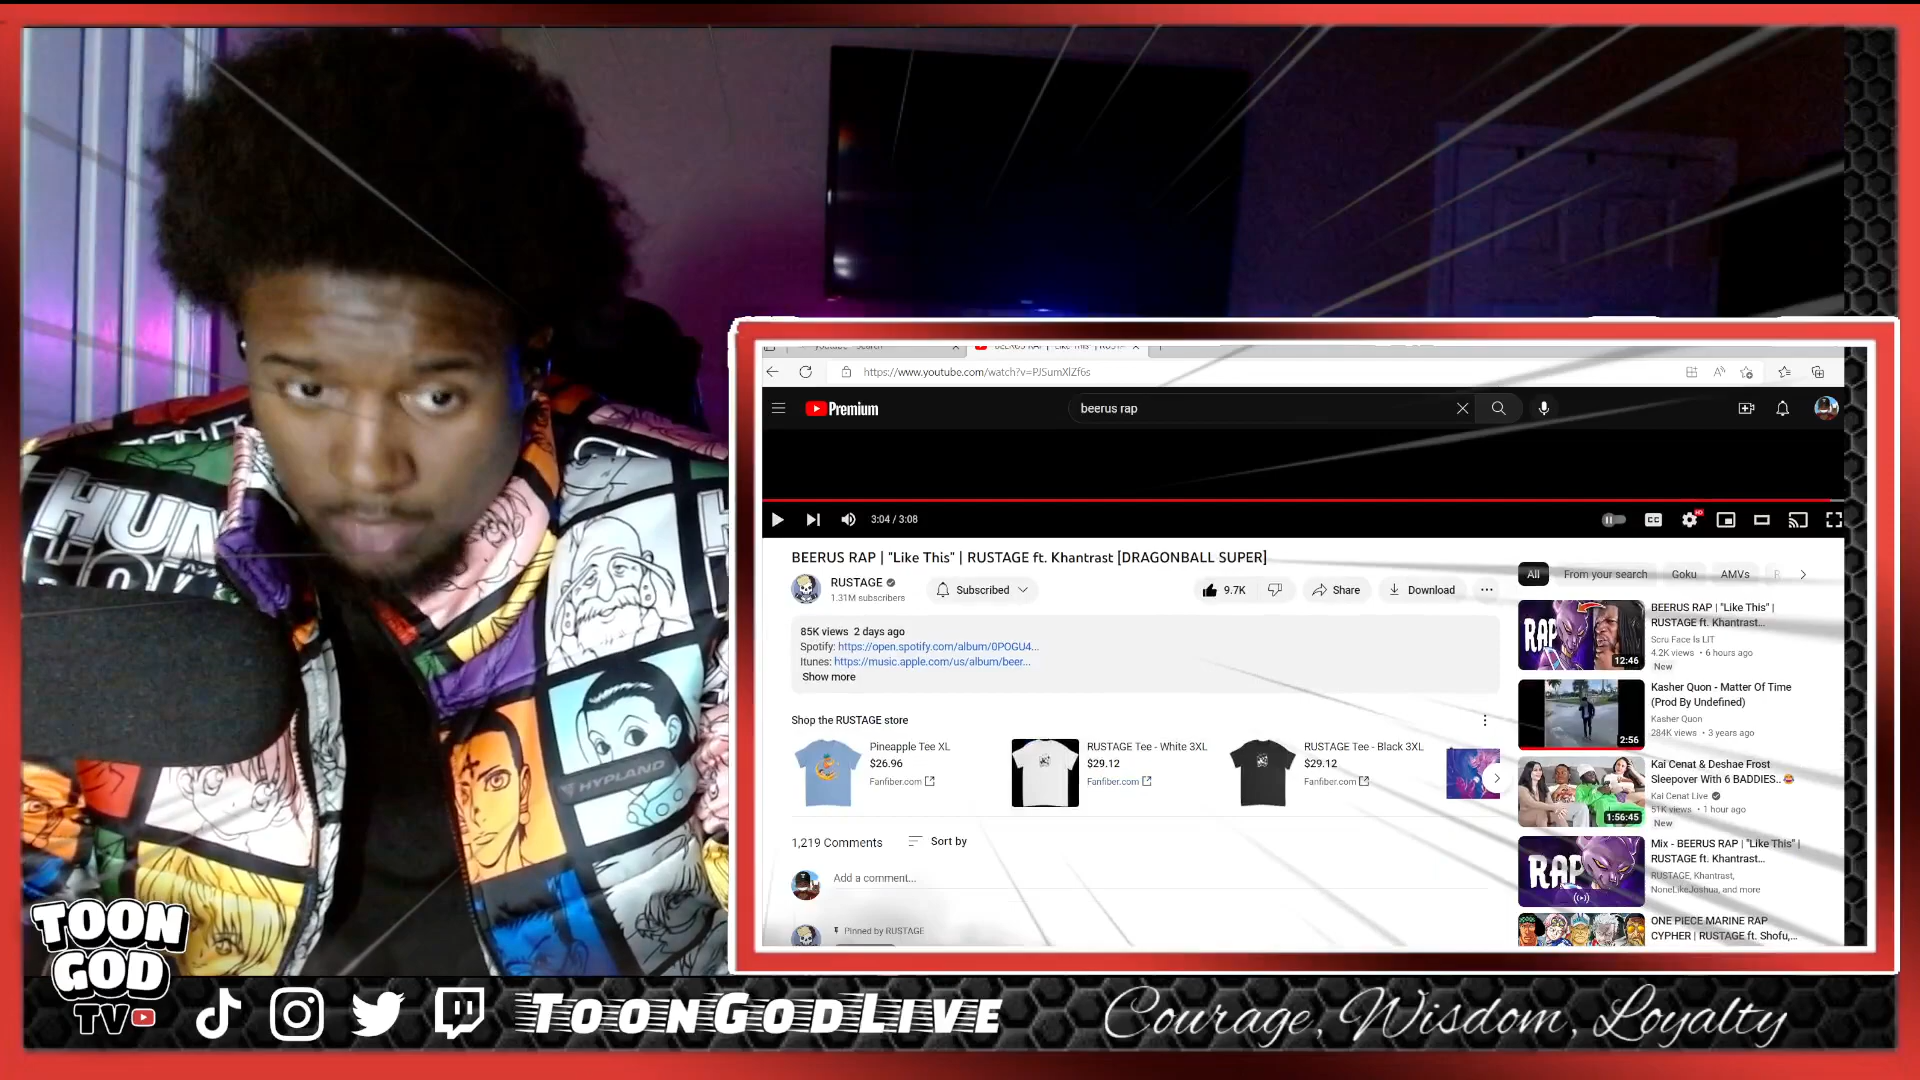 HUN
HYPLAND
TOON
GOD
TV
https://www.youtube.com/watch?v=PJSumXlZf6s
Premium
beerus rap
3:04 / 3:08
CC
HD
BEERUS RAP | "Like This" | RUSTAGE ft. Khantrast [DRAGONBALL SUPER]
RUSTAGE
1.31M subscribers
Subscribed
9.7K
Share
Download
85K views 2 days ago
Spotify: https://open.spotify.com/album/0POGU4...
Itunes: https://music.apple.com/us/album/beer...
Show more
Shop the RUSTAGE store
Pineapple Tee XL
$26.96
Fanfiber.com
RUSTAGE Tee - White 3XL
$29.12
Fanfiber.com
RUSTAGE Tee - Black 3XL
$29.12
Fanfiber.com
1,219 Comments
Sort by
Add a comment...
Pinned by RUSTAGE
All
From your search
Goku
AMVs
RAP
12:46
BEERUS RAP | "Like This" |
RUSTAGE ft. Khantrast...
Scru Face Is LIT
4.2K views • 6 hours ago
New
2:56
Kasher Quon - Matter Of Time
(Prod By Undefined)
Kasher Quon
284K views • 3 years ago
1:56:45
Kai Cenat & Deshae Frost
Sleepover With 6 BADDIES.. 😂
Kai Cenat Live
51K views • 1 hour ago
New
RAP
Mix - BEERUS RAP | "Like This" |
RUSTAGE ft. Khantrast...
RUSTAGE, Khantrast,
NoneLikeJoshua, and more
ONE PIECE MARINE RAP
CYPHER | RUSTAGE ft. Shofu,...
TOONGODLIVE
Courage, Wisdom, Loyalty